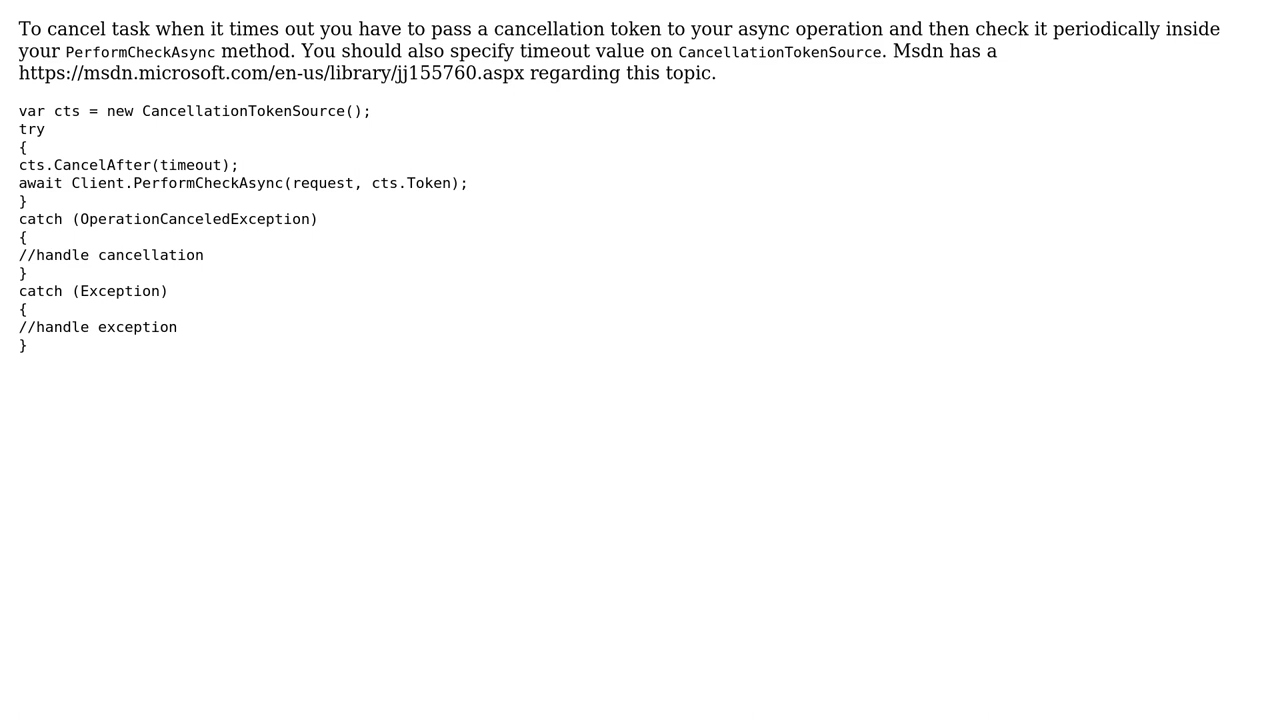 To cancel task when it times out you have to pass a cancellation token to your async operation and then check it periodically inside
your PerformCheckAsync method. You should also specify timeout value on CancellationTokenSource. Msdn has a
https://msdn.microsoft.com/en-us/library/jj155760.aspx regarding this topic.
var cts = new CancellationTokenSource();
try
{
cts.CancelAfter(timeout);
await Client.PerformCheckAsync(request, cts.Token);
}
catch (OperationCanceledException)
{
//handle cancellation
}
catch (Exception)
{
//handle exception
}